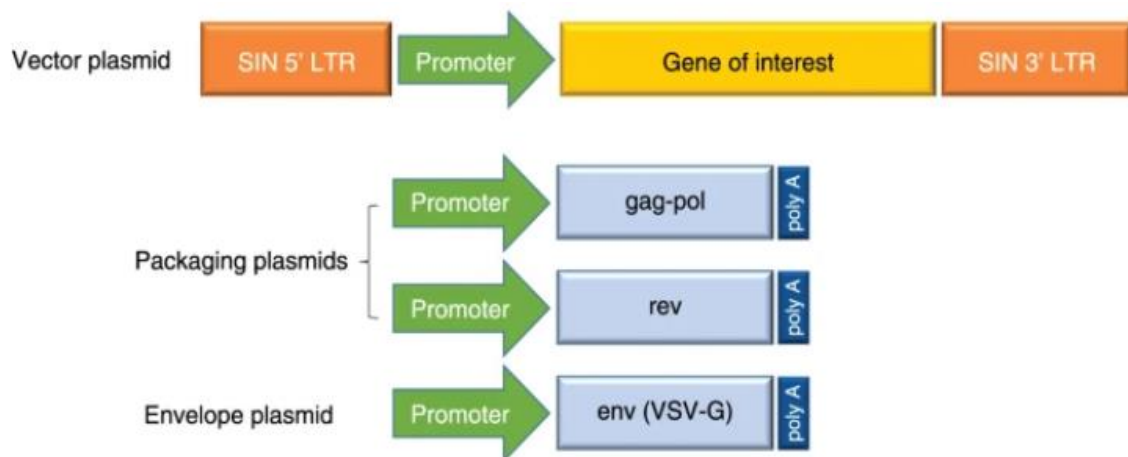 Vector plasmid SIN 5' LTR Promoter Gene of interest SIN 3' LTR
Promoter gag-pol poly A
Packaging plasmids
Promoter rev poly A
Envelope plasmid Promoter env (VSV-G) poly A